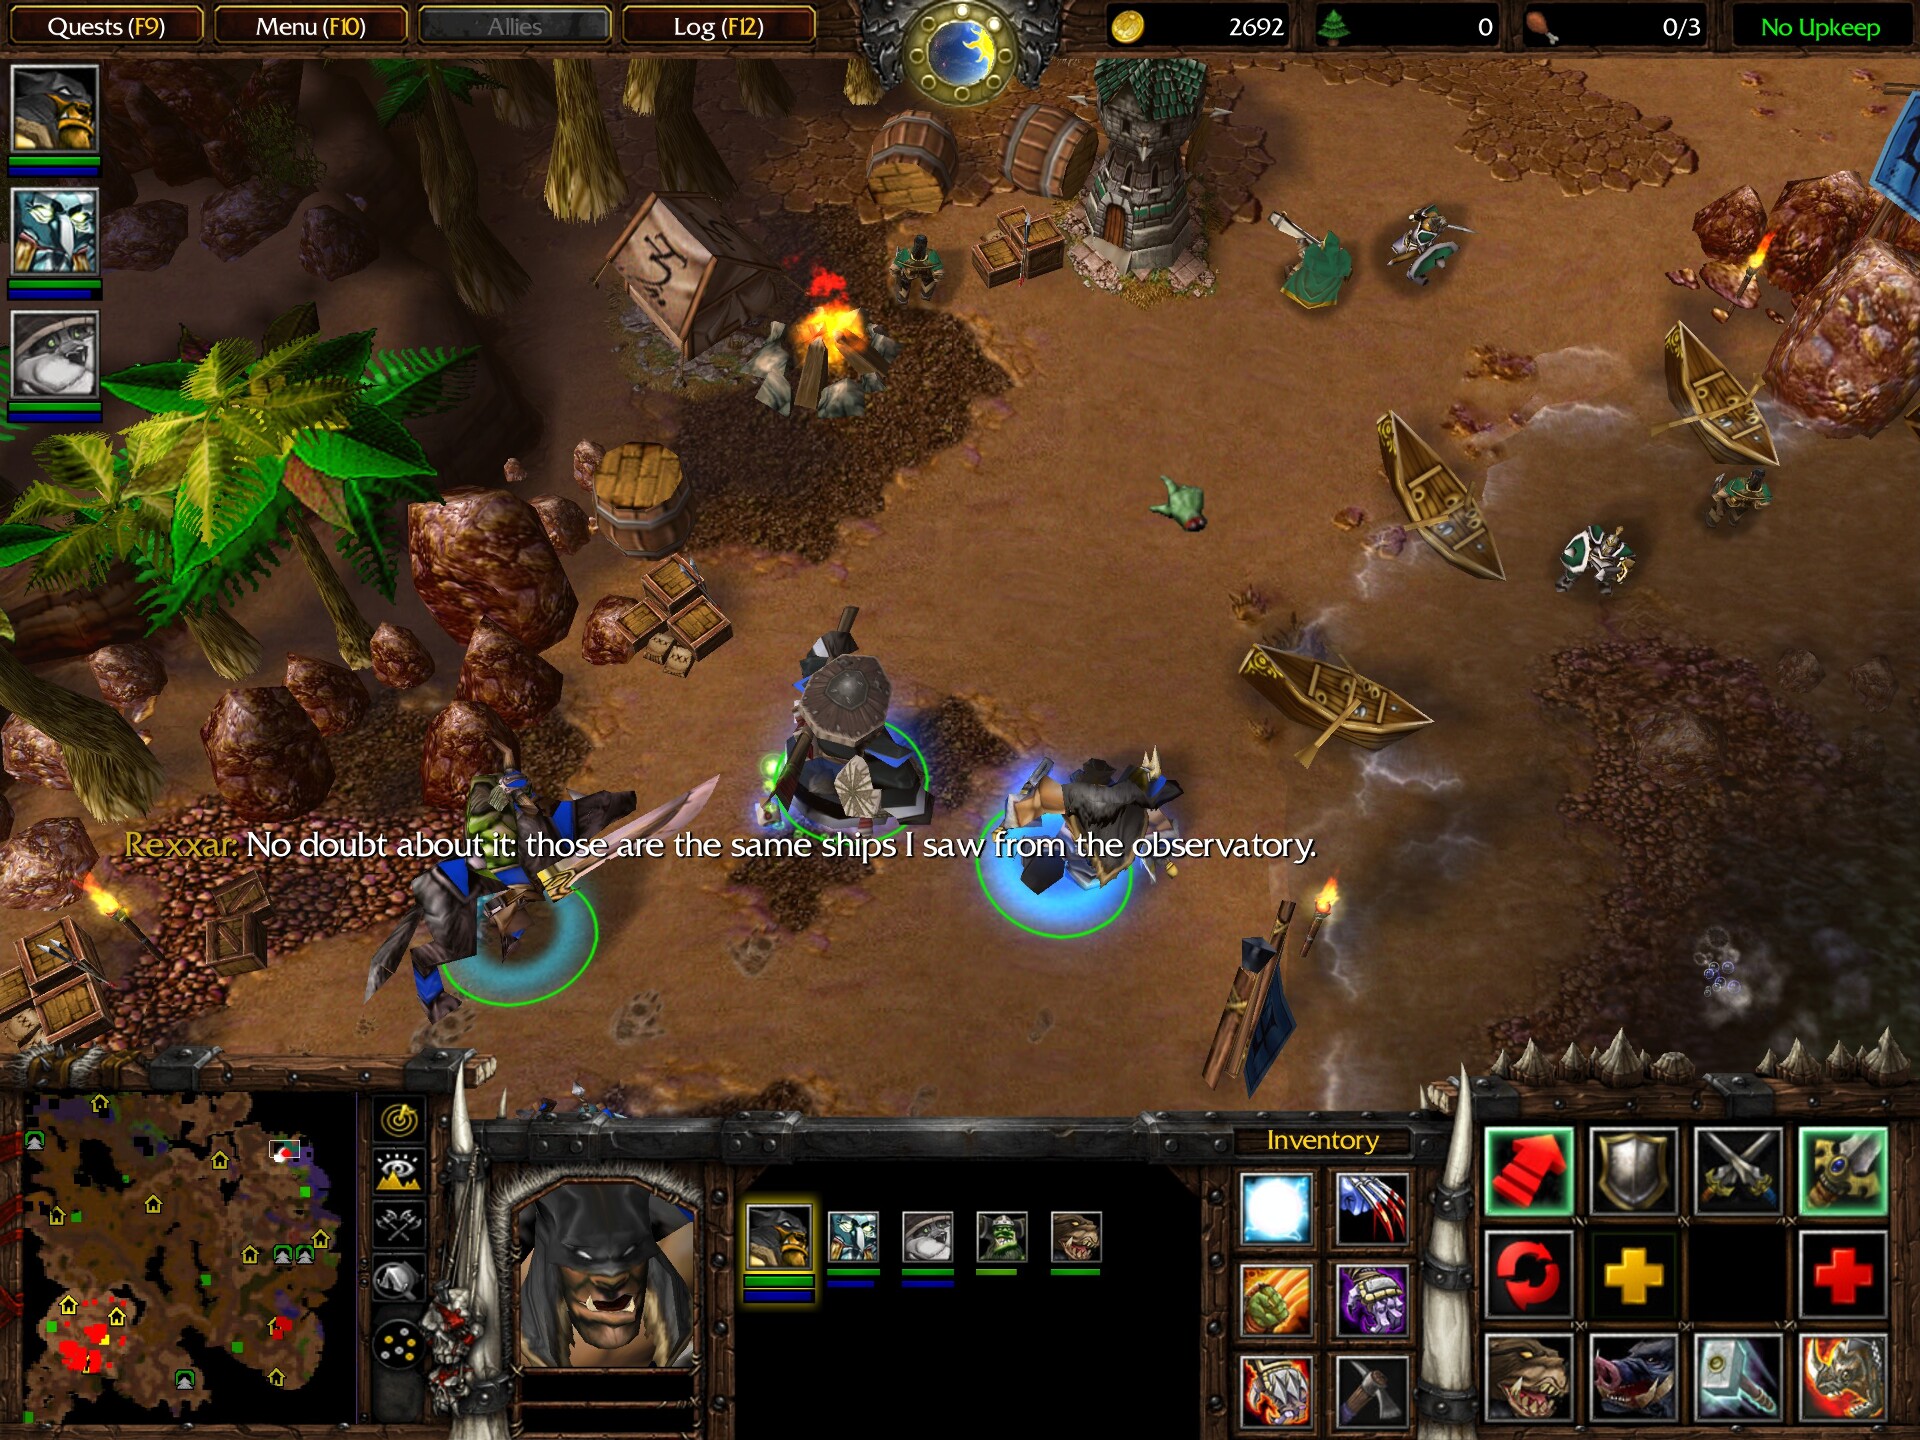 Quests (F9) Menu (F10) Allies Log (F12) 2692 0 0/3 No Upkeep
Rexxar: No doubt about it: those are the same ships I saw from the observatory.
Inventory